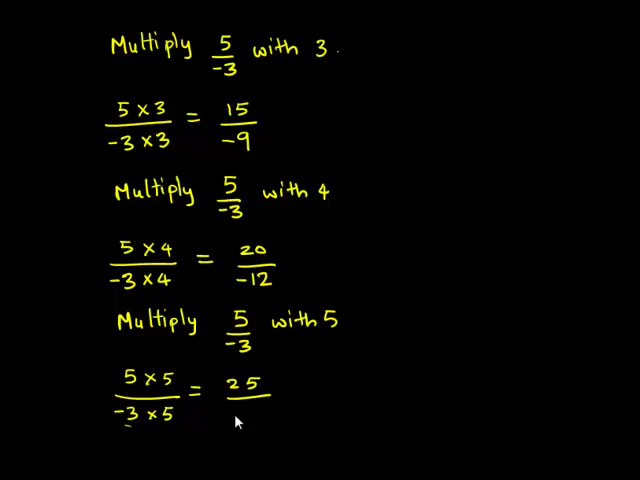 Multiply 5/-3 with 3.
5 × 3 / -3 × 3 = 15 / -9
Multiply 5/-3 with 4
5 × 4 / -3 × 4 = 20 / -12
Multiply 5/-3 with 5
5 × 5 / -3 × 5 = 25 /